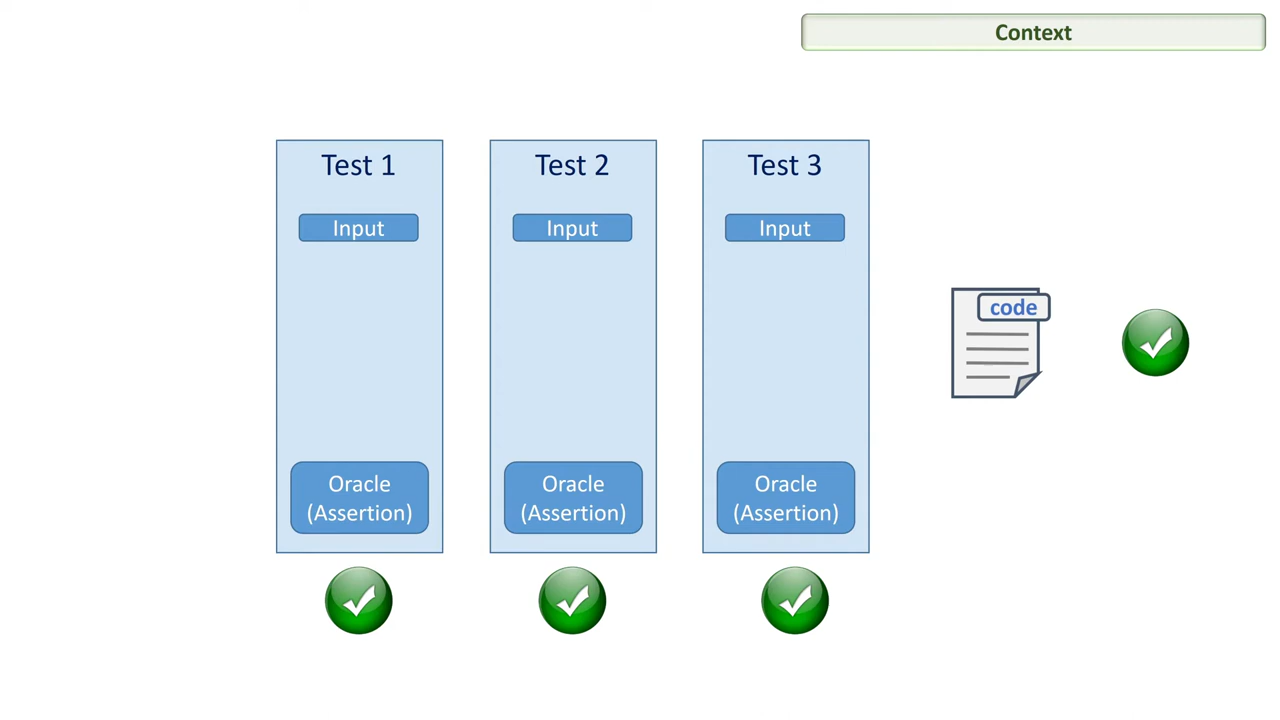 Context
Test 1
Input
Oracle
(Assertion)
Test 2
Input
Oracle
(Assertion)
Test 3
Input
Oracle
(Assertion)
code